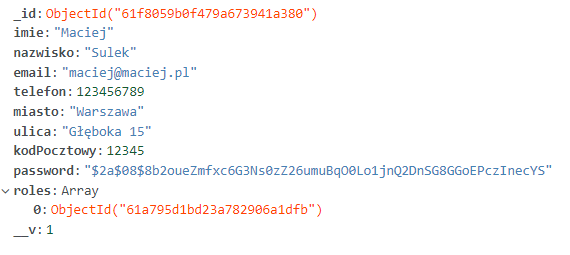 _id: ObjectId("61f8059b0f479a673941a380")
imie: "Maciej"
nazwisko: "Sulek"
email: "maciej@maciej.pl"
telefon: 123456789
miasto: "Warszawa"
ulica: "Głęboka 15"
kodPocztowy: 12345
password: "$2a$08$8b2oueZmfxc6G3Ns0zZ26umuBqO0Lo1jnQ2DnSG8GGoEPczInecYS"
roles: Array
0: ObjectId("61a795d1bd23a782906a1dfb")
__v: 1